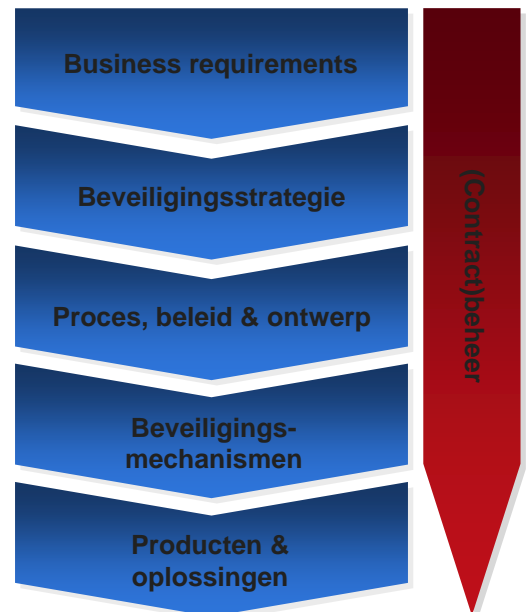 Business requirements
Beveiligingsstrategie
Proces, beleid & ontwerp
Beveiligings-
mechanismen
Producten &
oplossingen
(Contract)beheer